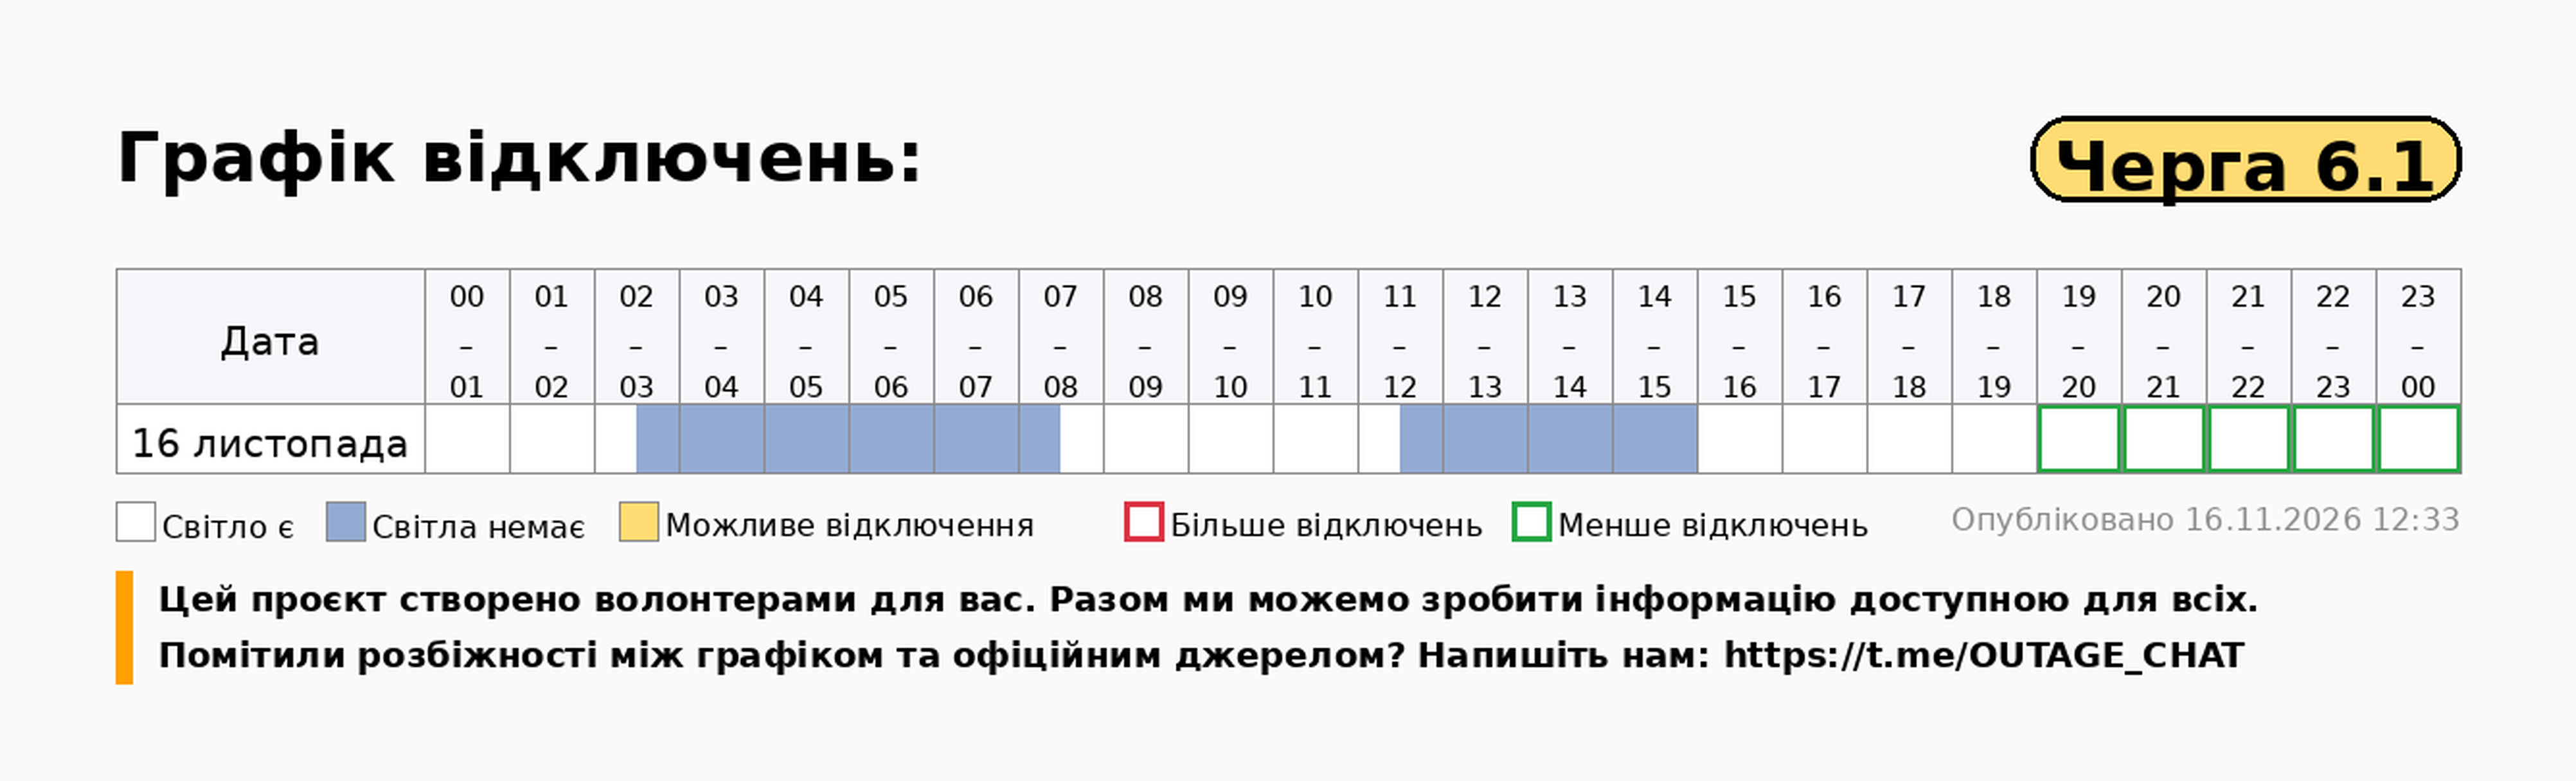 Графік відключень:
Черга 6.1
Дата
00 – 01
01 – 02
02 – 03
03 – 04
04 – 05
05 – 06
06 – 07
07 – 08
08 – 09
09 – 10
10 – 11
11 – 12
12 – 13
13 – 14
14 – 15
15 – 16
16 – 17
17 – 18
18 – 19
19 – 20
20 – 21
21 – 22
22 – 23
23 – 00
16 листопада
Світло є
Світла немає
Можливе відключення
Більше відключень
Менше відключень
Опубліковано 16.11.2026 12:33
Цей проєкт створено волонтерами для вас. Разом ми можемо зробити інформацію доступною для всіх.
Помітили розбіжності між графіком та офіційним джерелом? Напишіть нам: https://t.me/OUTAGE_CHAT